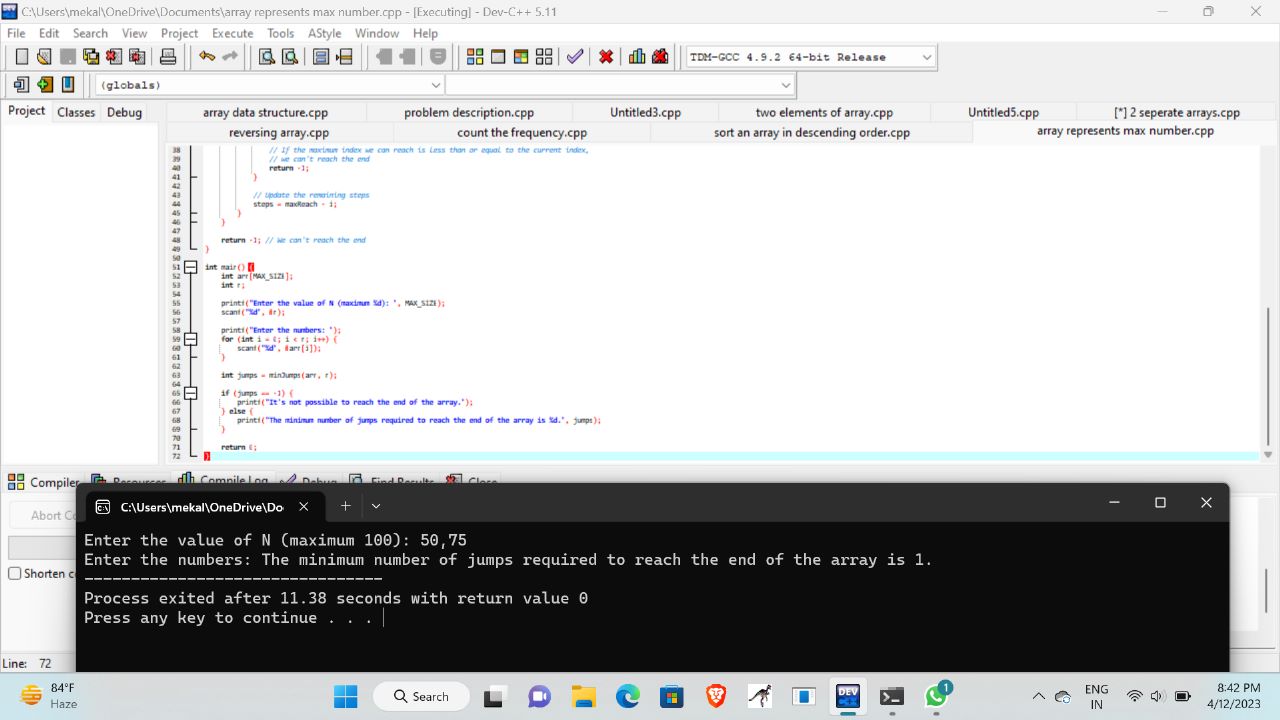 C:\Users\mekal\OneDrive\Documents\array represents max number.cpp - [Executing] - Dev-C++ 5.11
File Edit Search View Project Execute Tools AStyle Window Help
TDM-GCC 4.9.2 64-bit Release
(globals)
Project Classes Debug
array data structure.cpp problem description.cpp Untitled3.cpp two elements of array.cpp Untitled5.cpp [*] 2 seperate arrays.cpp
reversing array.cpp count the frequency.cpp sort an array in descending order.cpp array represents max number.cpp
38 // If the maximum index we can reach is less than or equal to the current index,
39 // we can't reach the end
40 return -1;
41 }
42
43 // Update the remaining steps
44 steps = maxReach - i;
45 }
46 }
47
48 return -1; // We can't reach the end
49 }
50
51 int main() {
52 int arr[MAX_SIZE];
53 int n;
54
55 printf("Enter the value of N (maximum %d): ", MAX_SIZE);
56 scanf("%d", &n);
57
58 printf("Enter the numbers: ");
59 for (int i = 0; i < n; i++) {
60 scanf("%d", &arr[i]);
61 }
62
63 int jumps = minJumps(arr, n);
64
65 if (jumps == -1) {
66 printf("It's not possible to reach the end of the array.");
67 } else {
68 printf("The minimum number of jumps required to reach the end of the array is %d.", jumps);
69 }
70
71 return 0;
72 }
Compiler Resources Compile Log Debug Find Results Close
Abort Co
Shorten co
Line: 72
C:\Users\mekal\OneDrive\Do
Enter the value of N (maximum 100): 50,75
Enter the numbers: The minimum number of jumps required to reach the end of the array is 1.
--------------------------------
Process exited after 11.38 seconds with return value 0
Press any key to continue . . .
84°F
Haze
Search
DEV
1
ENG
IN
8:42 PM
4/12/2023